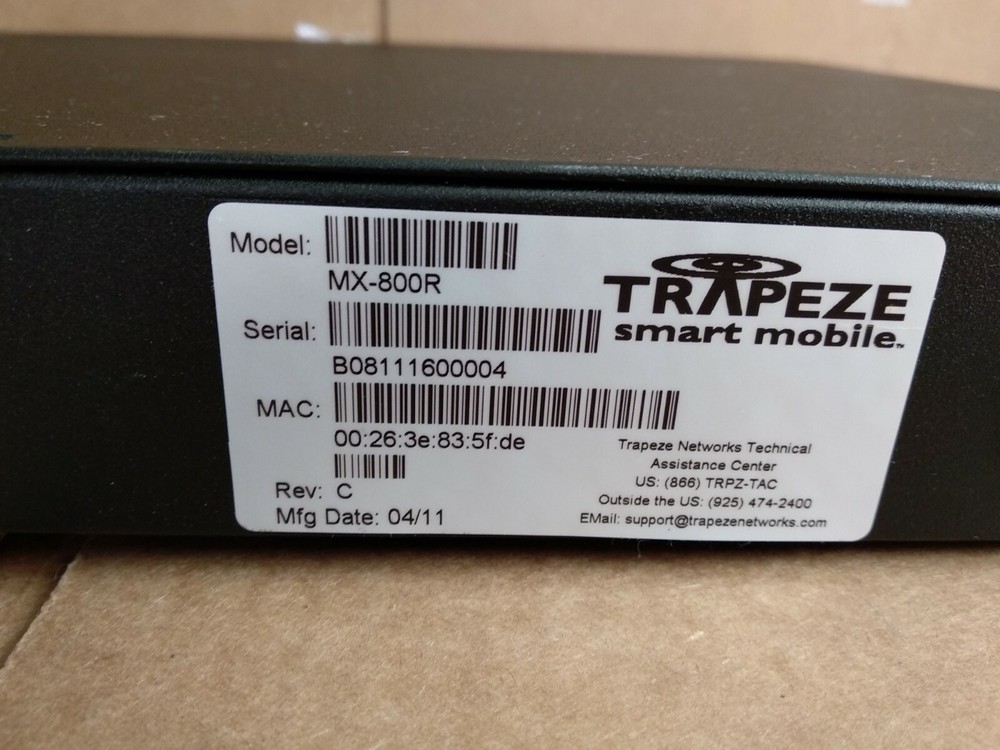 Model:
MX-800R
Serial:
B08111600004
MAC:
00:26:3e:83:5f:de
Rev: C
Mfg Date: 04/11
TRAPEZE
smart mobile.™
Trapeze Networks Technical
Assistance Center
US: (866) TRPZ-TAC
Outside the US: (925) 474-2400
EMail: support@trapezenetworks.com